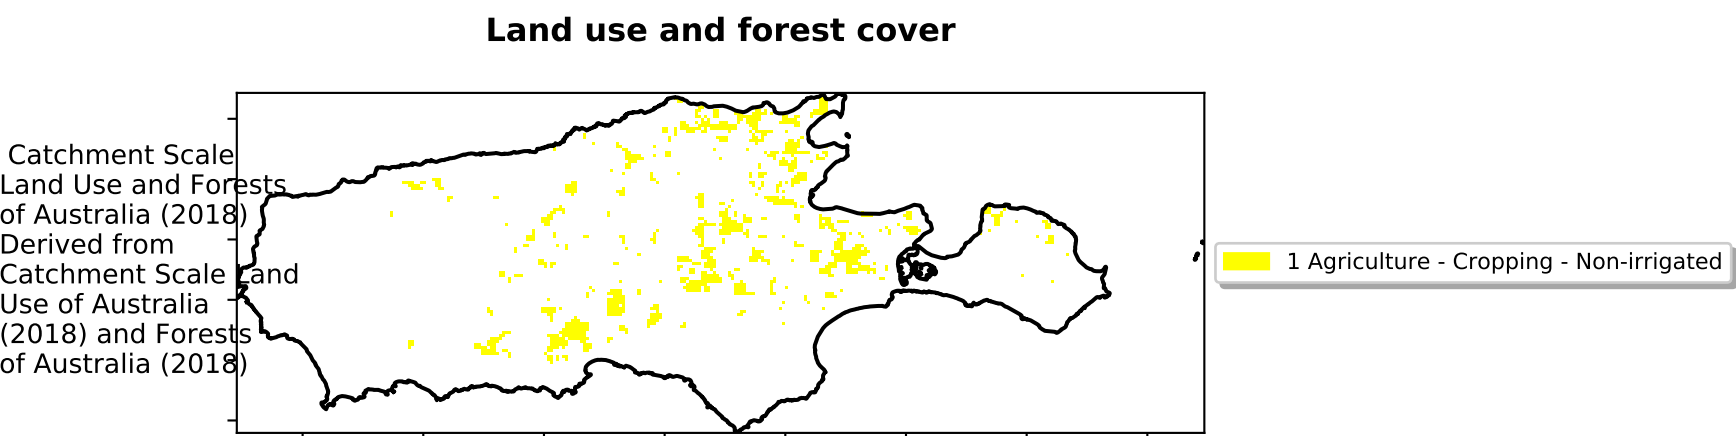 Land use and forest cover
Catchment Scale
Land Use and Forests
of Australia (2018)
Derived from
Catchment Scale Land
Use of Australia
(2018) and Forests
of Australia (2018)
1 Agriculture - Cropping - Non-irrigated